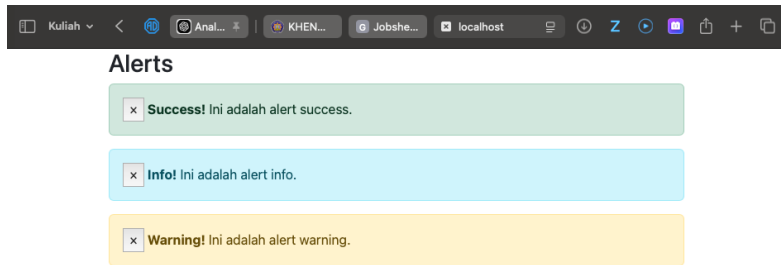 Kuliah
Anal...
KHEN...
G Jobshe...
localhost
Z
Alerts
× Success! Ini adalah alert success.
× Info! Ini adalah alert info.
× Warning! Ini adalah alert warning.